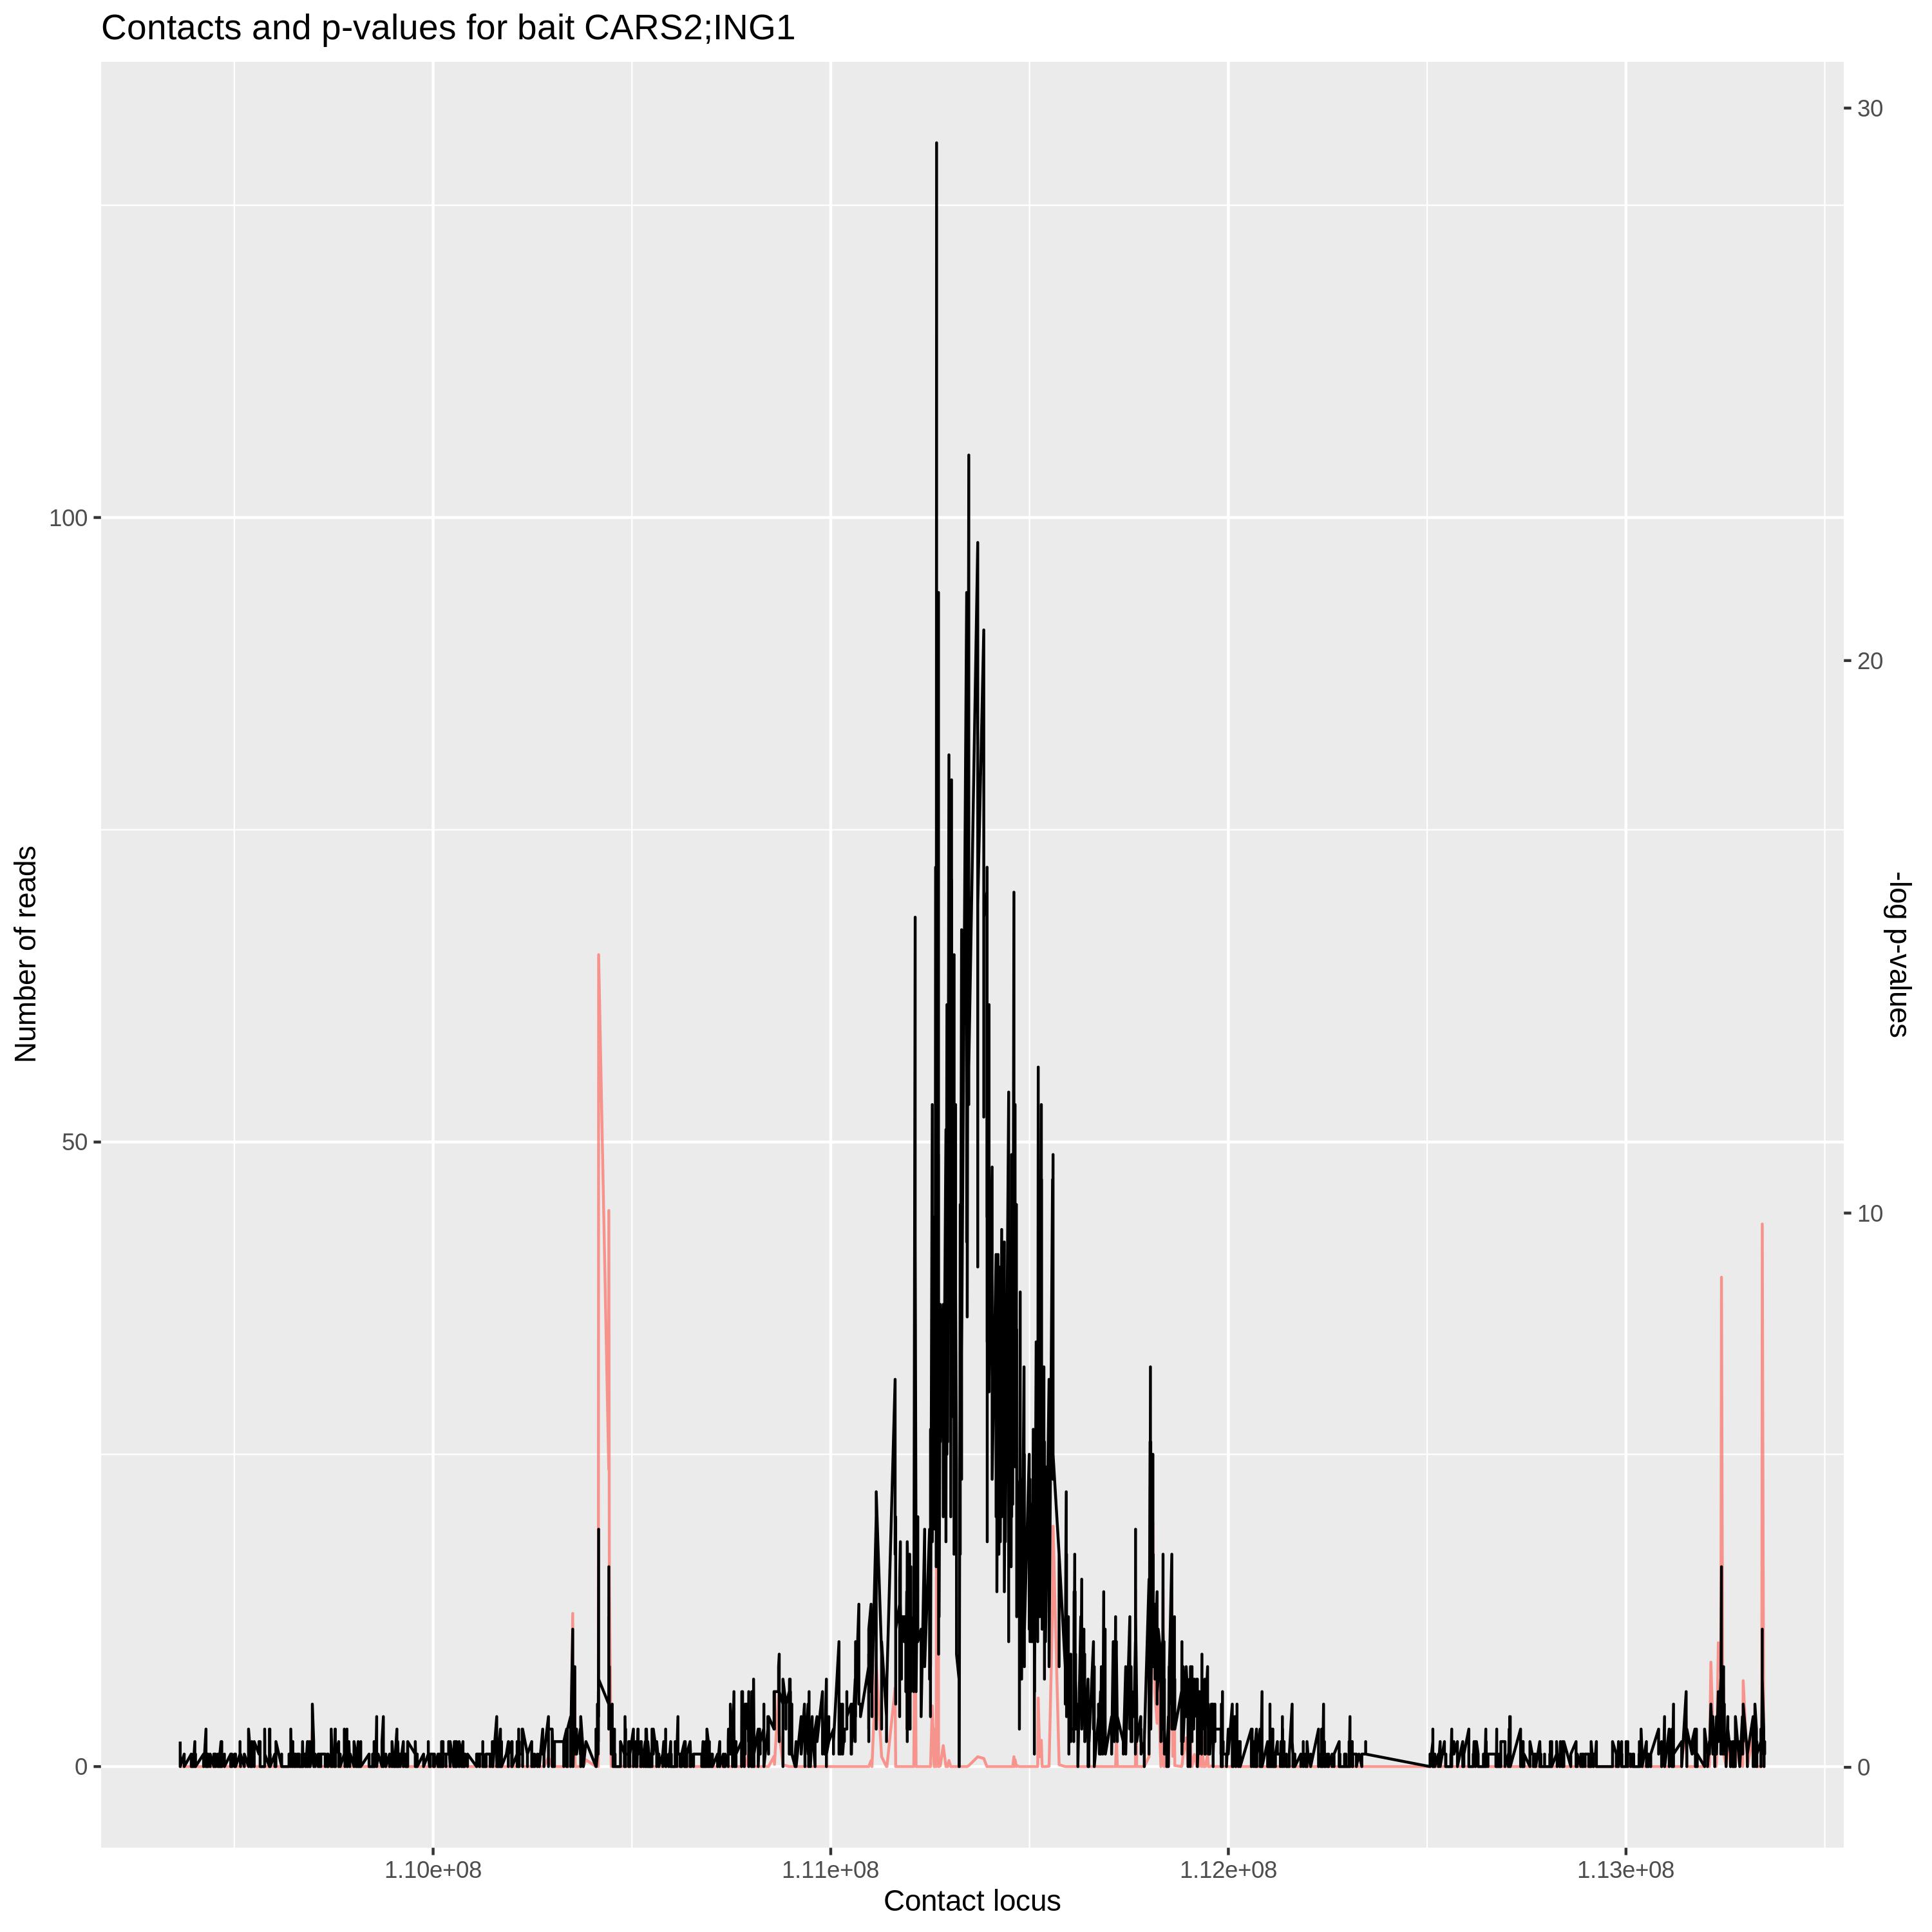 Contacts and p-values for bait CARS2;ING1
30
100
20
Number of reads
-log p-values
50
10
0
0
1.10e+08
1.11e+08
1.12e+08
1.13e+08
Contact locus